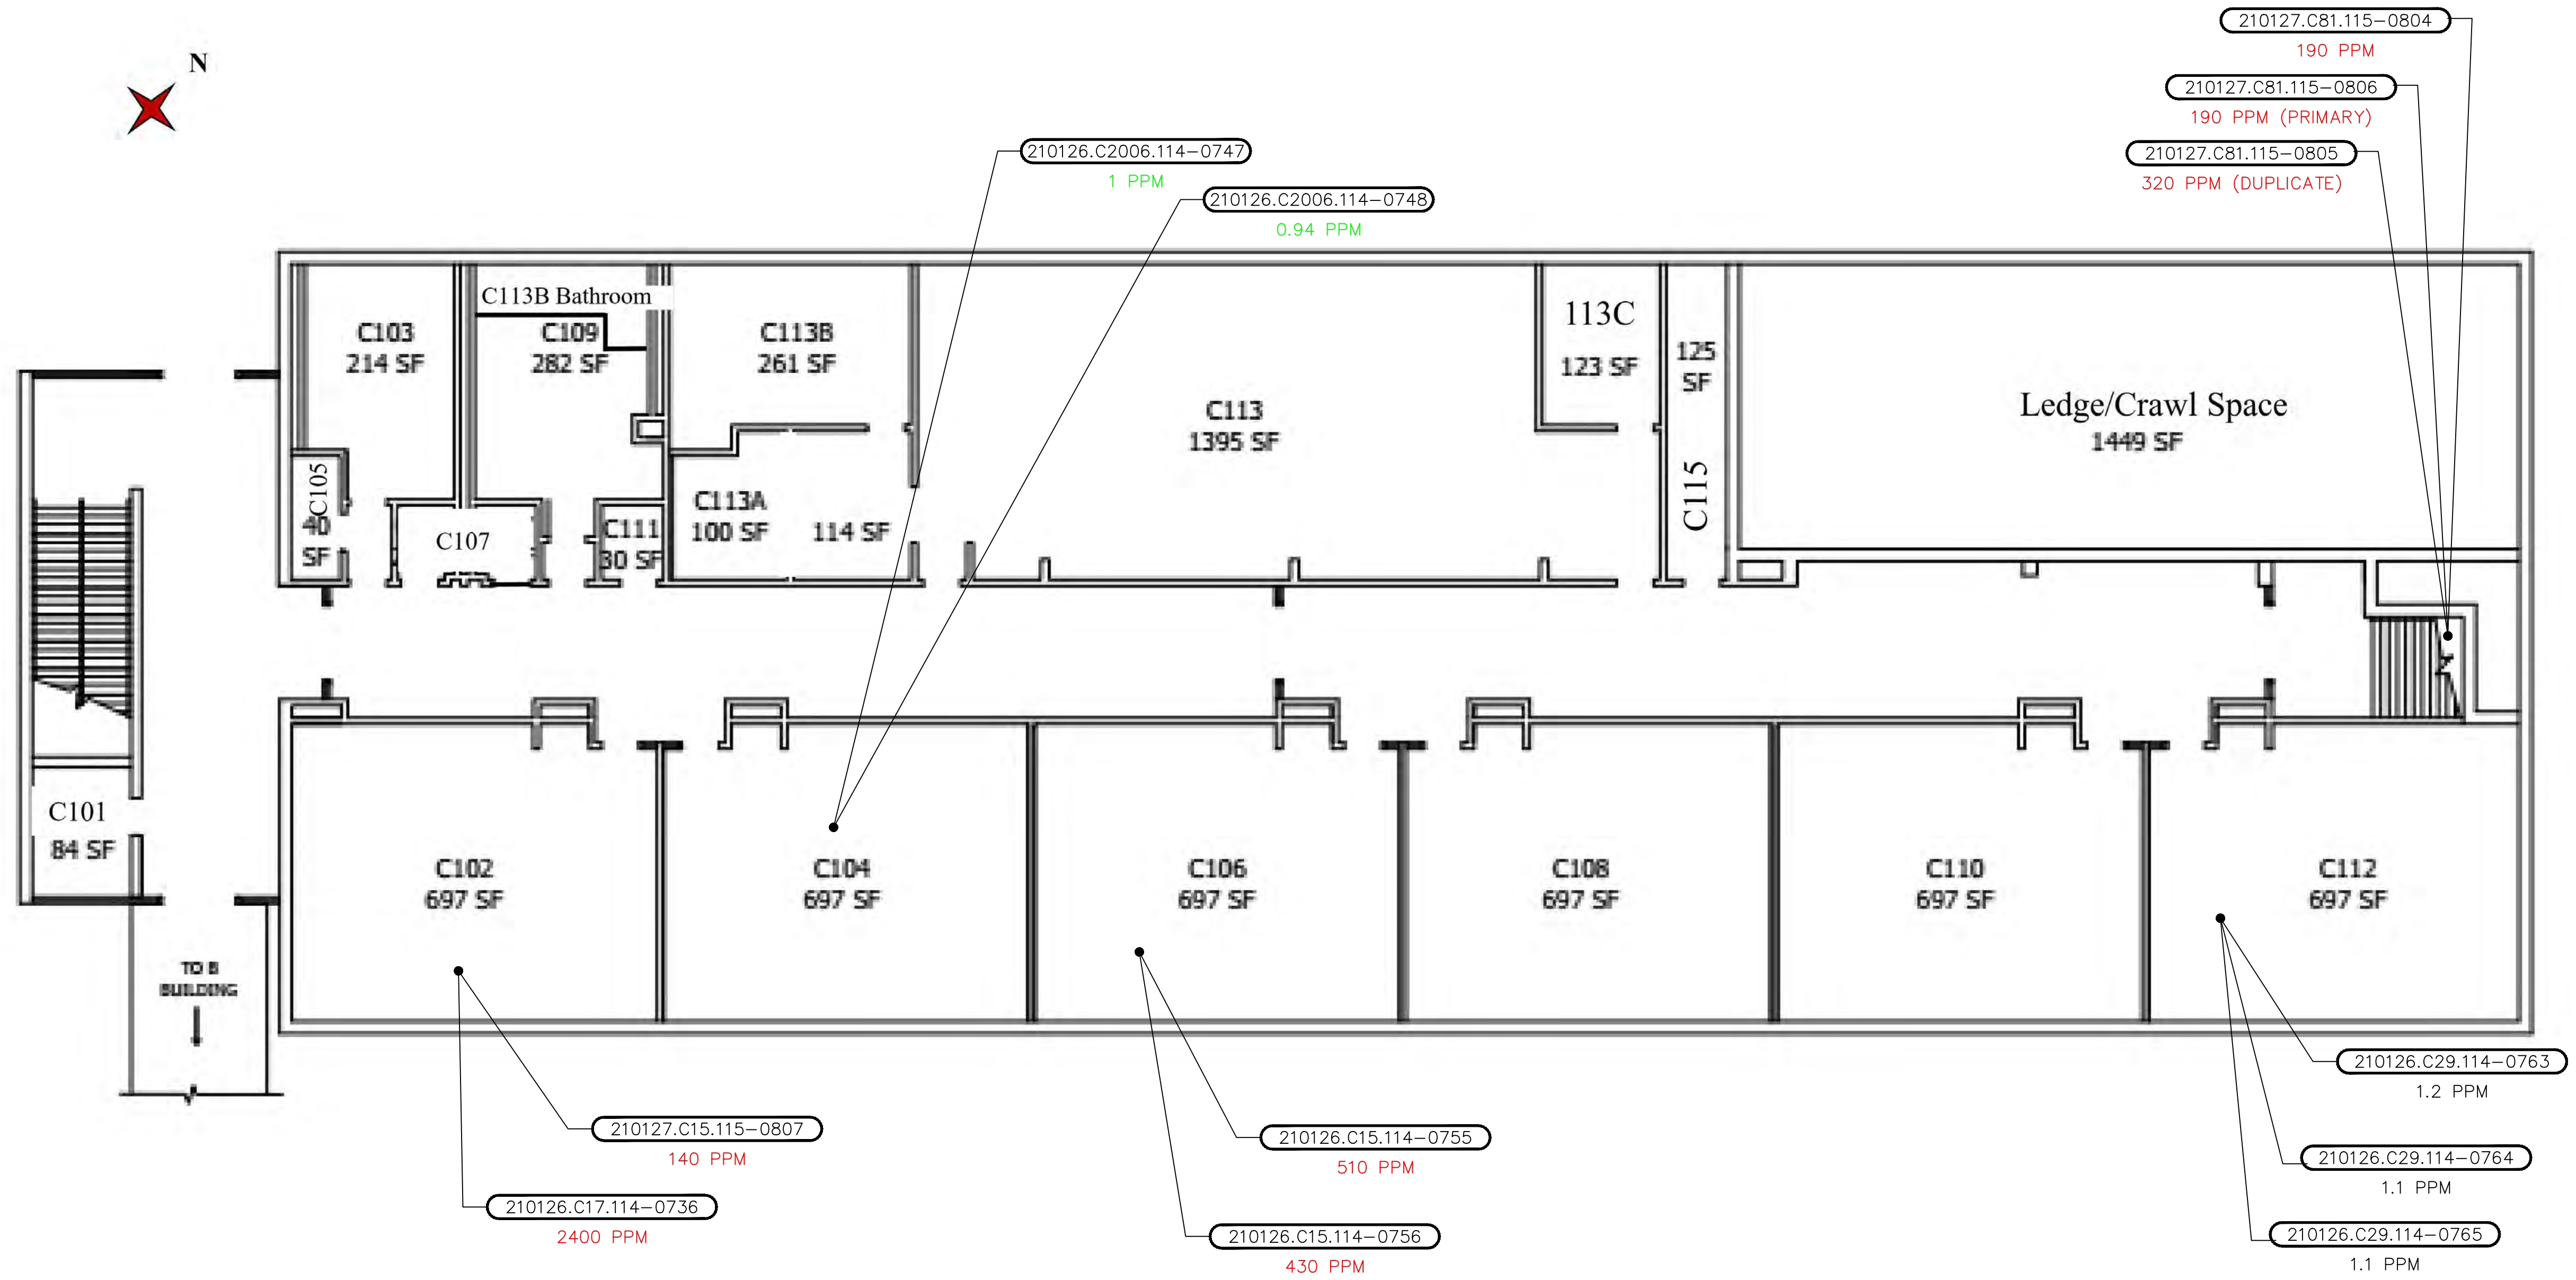 210127.C81.115-0804
190 PPM
N
210127.C81.115-0806
190 PPM (PRIMARY)
210126.C2006.114-0747
1 PPM
210127.C81.115-0805
320 PPM (DUPLICATE)
210126.C2006.114-0748
0.94 PPM
C113B Bathroom
C103
214 SF
C109
282 SF
C113B
261 SF
C113
1395 SF
113C
123 SF
125
SF
C115
Ledge/Crawl Space
1449 SF
C105
40
SF
C107
C111
30 SF
C113A
100 SF
114 SF
C101
84 SF
C102
697 SF
C104
697 SF
C106
697 SF
C108
697 SF
C110
697 SF
C112
697 SF
TO B
BUILDING
210126.C29.114-0763
1.2 PPM
210127.C15.115-0807
140 PPM
210126.C15.114-0755
510 PPM
210126.C29.114-0764
1.1 PPM
210126.C17.114-0736
2400 PPM
210126.C15.114-0756
430 PPM
210126.C29.114-0765
1.1 PPM